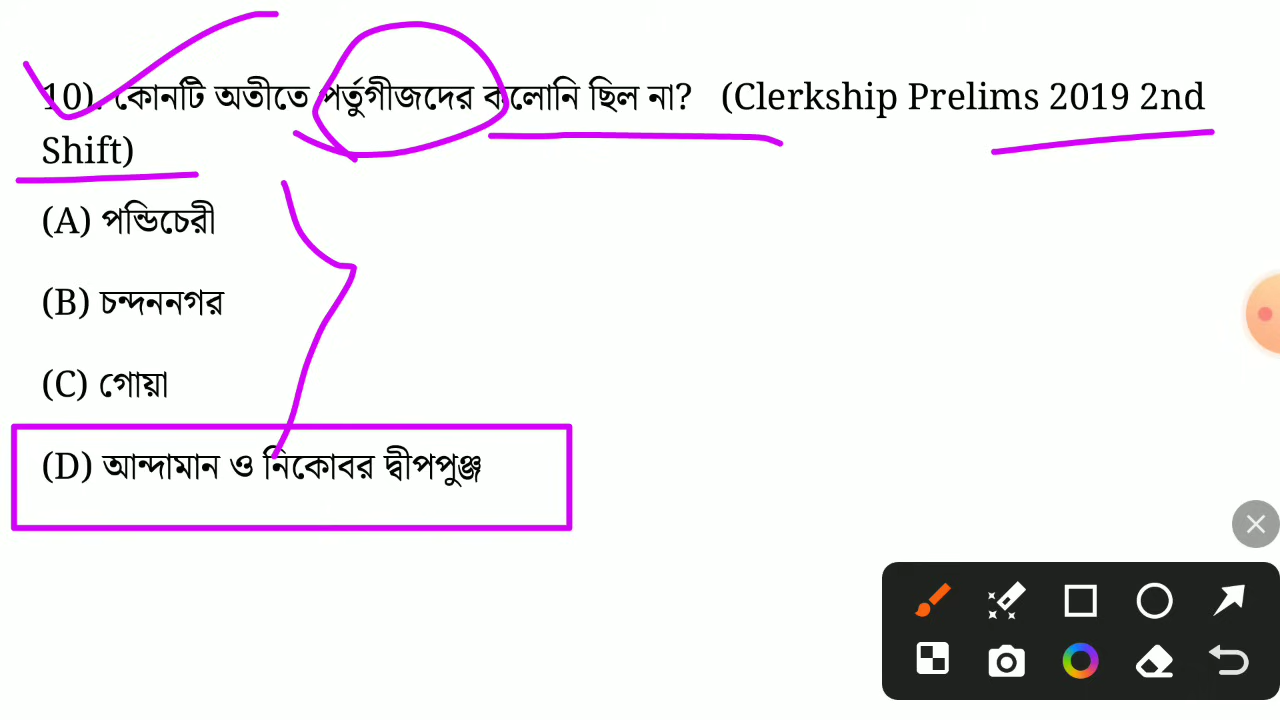 10). কোনটি অতীতে পর্তুগীজদের কলোনি ছিল না? (Clerkship Prelims 2019 2nd
Shift)
(A) পন্ডিচেরী
(B) চন্দননগর
(C) গোয়া
(D) আন্দামান ও নিকোবর দ্বীপপুঞ্জ